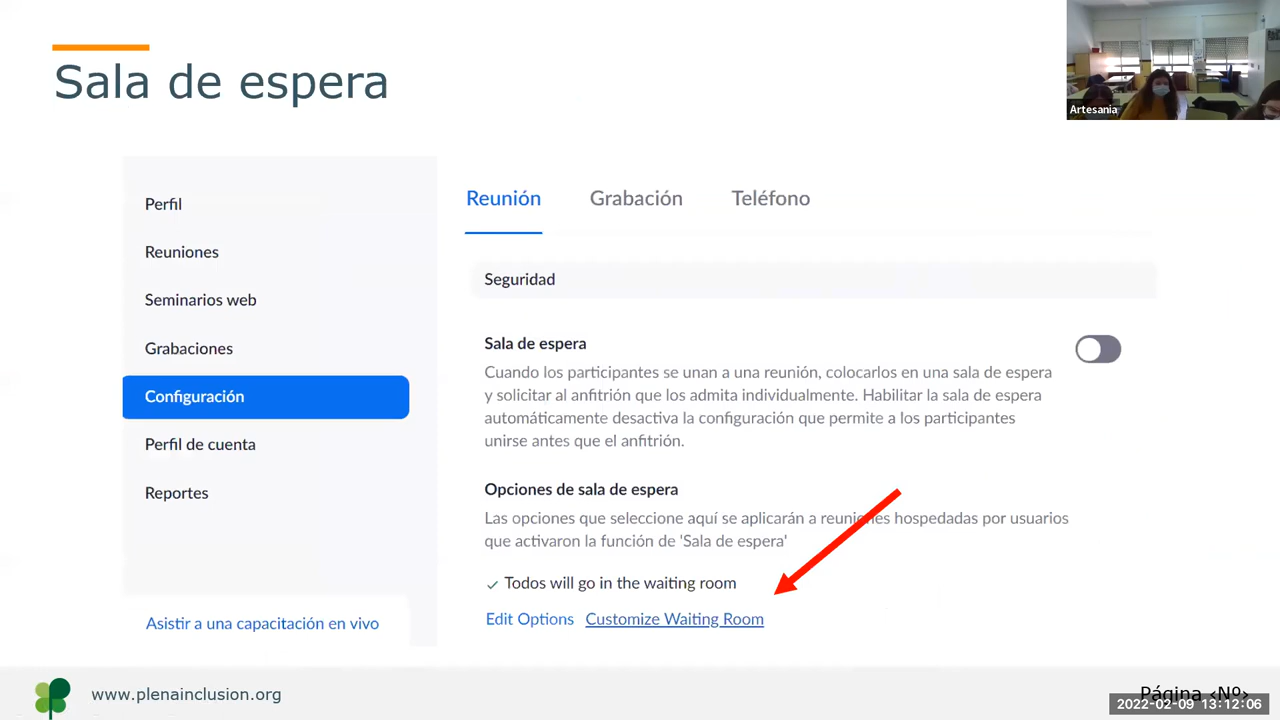 Sala de espera
Artesanía
Perfil
Reuniones
Seminarios web
Grabaciones
Configuración
Perfil de cuenta
Reportes
Asistir a una capacitación en vivo
Reunión Grabación Teléfono
Seguridad
Sala de espera
Cuando los participantes se unan a una reunión, colocarlos en una sala de espera
y solicitar al anfitrión que los admita individualmente. Habilitar la sala de espera
automáticamente desactiva la configuración que permite a los participantes
unirse antes que el anfitrión.
Opciones de sala de espera
Las opciones que seleccione aquí se aplicarán a reuniones hospedadas por usuarios
que activaron la función de 'Sala de espera'
Todos will go in the waiting room
Edit Options Customize Waiting Room
www.plenainclusion.org
Página ‹Nº›
2022-02-09 13:12:06